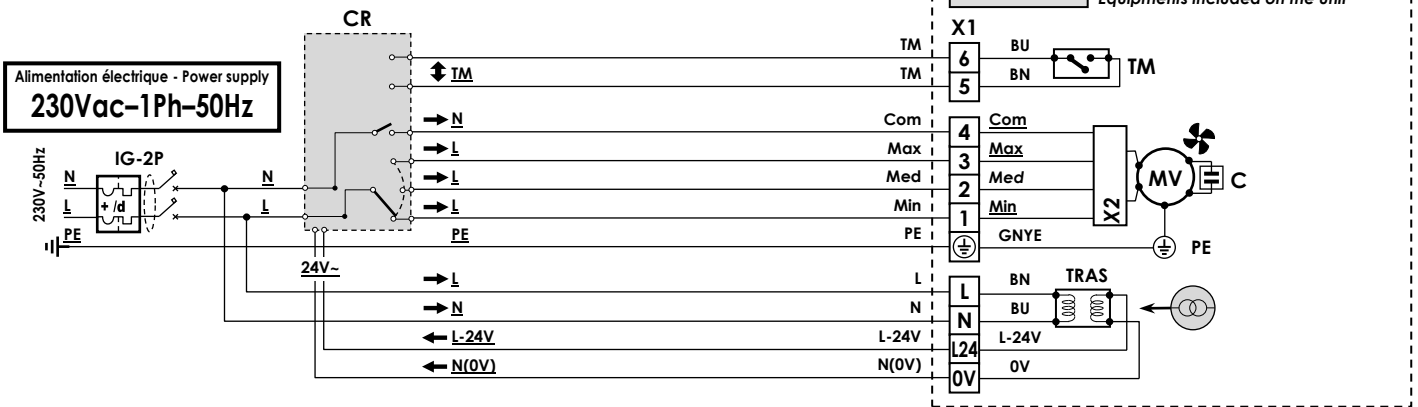 Equipments included on the unit
CR
X1
Alimentation électrique - Power supply
230Vac–1Ph–50Hz
TM
TM
TM
6
5
BU
BN
TM
N
L
L
L
Com
Max
Med
Min
PE
4
3
2
1
Com
Max
Med
Min
GNYE
X2
MV
C
PE
230V~50Hz
IG-2P
N
L
PE
+ /d
N
L
PE
24V~
L
N
L-24V
N(0V)
L
N
L-24V
N(0V)
L
N
L24
0V
BN
BU
L-24V
0V
TRAS